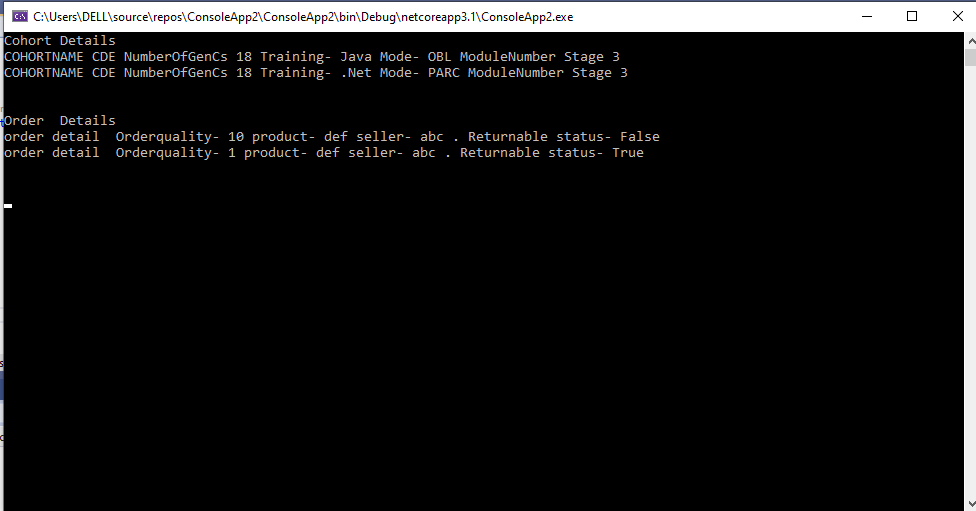 C:\Users\DELL\source\repos\ConsoleApp2\ConsoleApp2\bin\Debug\netcoreapp3.1\ConsoleApp2.exe
Cohort Details
COHORTNAME CDE NumberOfGenCs 18 Training- Java Mode- OBL ModuleNumber Stage 3
COHORTNAME CDE NumberOfGenCs 18 Training- .Net Mode- PARC ModuleNumber Stage 3
Order  Details
order detail  Orderquality- 10 product- def seller- abc . Returnable status- False
order detail  Orderquality- 1 product- def seller- abc . Returnable status- True